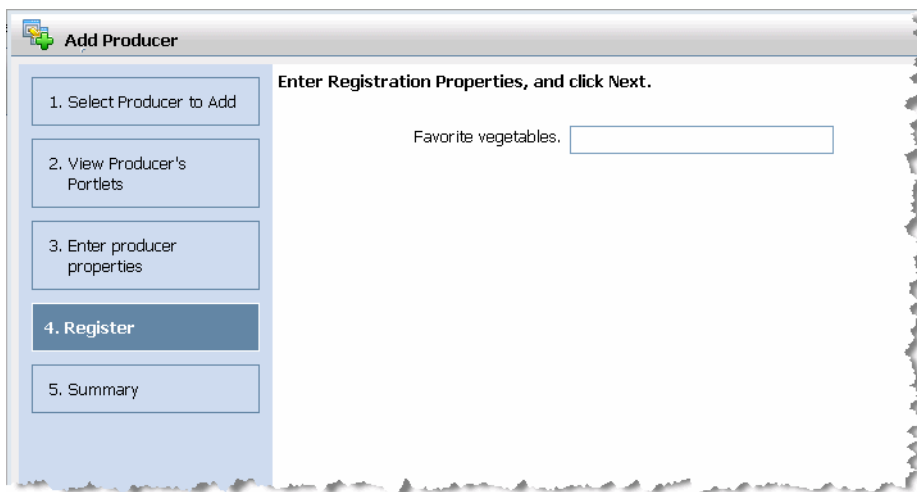 Add Producer
1. Select Producer to Add
2. View Producer's
Portlets
3. Enter producer
properties
4. Register
5. Summary
Enter Registration Properties, and click Next.
Favorite vegetables.